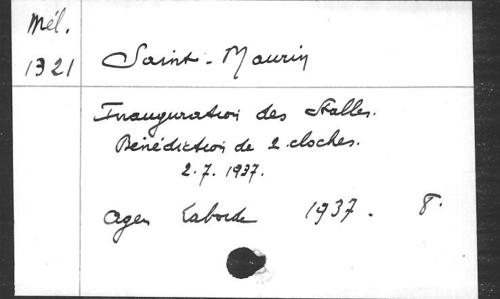 Mél.
1321
Saint-Maurin
Inauguration des Stalles.
Bénédiction de 2 cloches.
2.7.1937.
Agen Laborde 1937. 8°.